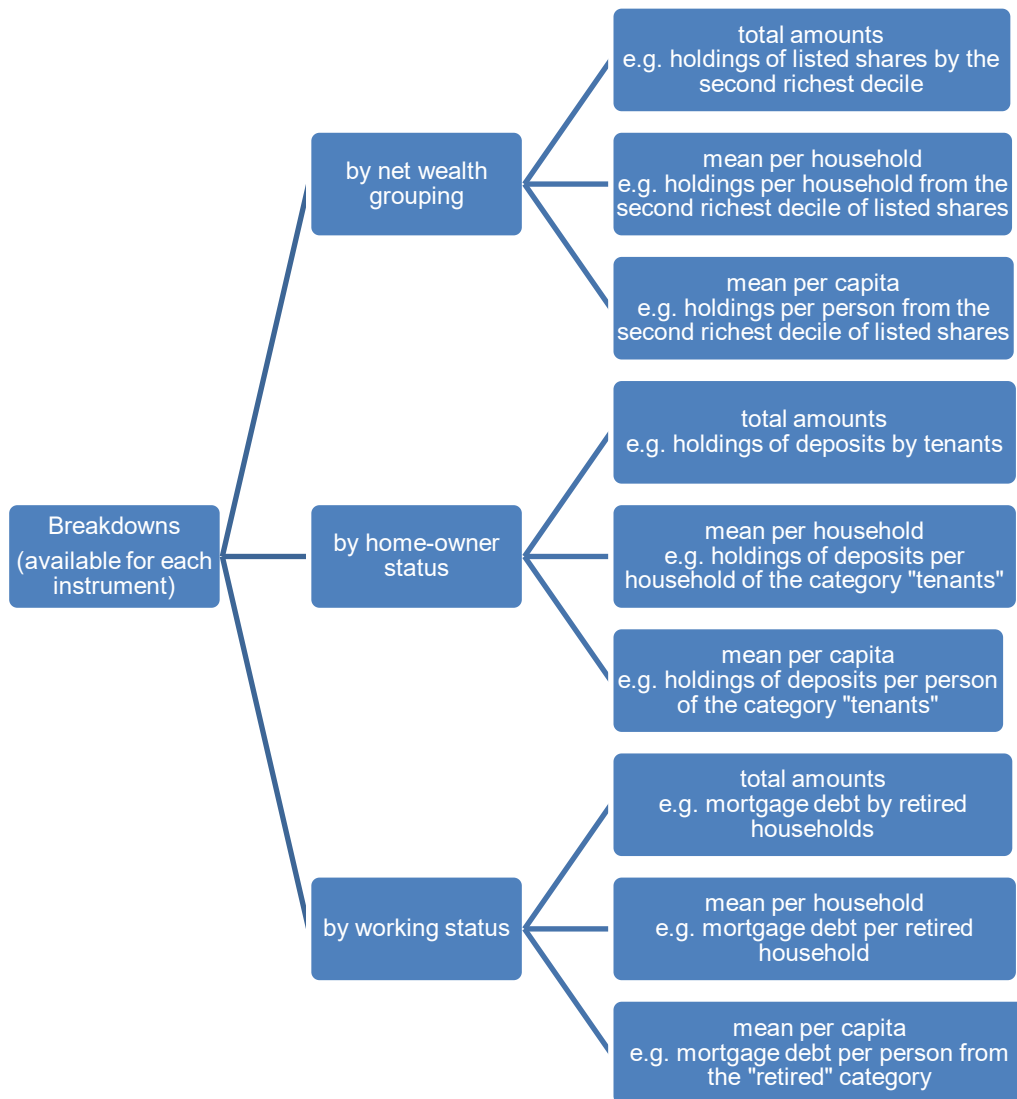 Breakdowns
(available for each
instrument)
by net wealth
grouping
total amounts
e.g. holdings of listed shares by the
second richest decile
mean per household
e.g. holdings per household from the
second richest decile of listed shares
mean per capita
e.g. holdings per person from the
second richest decile of listed shares
by home-owner
status
total amounts
e.g. holdings of deposits by tenants
mean per household
e.g. holdings of deposits per
household of the category "tenants"
mean per capita
e.g. holdings of deposits per person
of the category "tenants"
by working status
total amounts
e.g. mortgage debt by retired
households
mean per household
e.g. mortgage debt per retired
household
mean per capita
e.g. mortgage debt per person from
the "retired" category